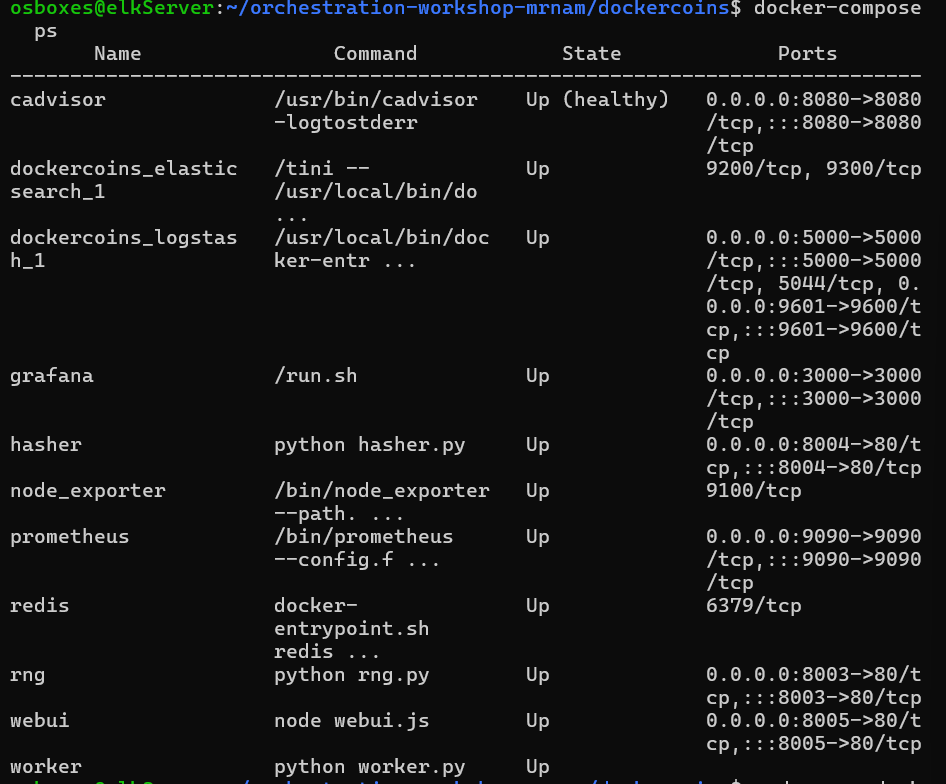 osboxes@elkServer:~/orchestration-workshop-mrnam/dockercoins$ docker-compose
  ps
       Name                Command            State             Ports
----------------------------------------------------------------------------
cadvisor              /usr/bin/cadvisor    Up (healthy)   0.0.0.0:8080->8080
                      -logtostderr                        /tcp,:::8080->8080
                                                          /tcp
dockercoins_elastic   /tini --             Up             9200/tcp, 9300/tcp
search_1              /usr/local/bin/do
                      ...
dockercoins_logstas   /usr/local/bin/doc   Up             0.0.0.0:5000->5000
h_1                   ker-entr ...                        /tcp,:::5000->5000
                                                          /tcp, 5044/tcp, 0.
                                                          0.0.0:9601->9600/t
                                                          cp,:::9601->9600/t
                                                          cp
grafana               /run.sh              Up             0.0.0.0:3000->3000
                                                          /tcp,:::3000->3000
                                                          /tcp
hasher                python hasher.py     Up             0.0.0.0:8004->80/t
                                                          cp,:::8004->80/tcp
node_exporter         /bin/node_exporter   Up             9100/tcp
                      --path. ...
prometheus            /bin/prometheus      Up             0.0.0.0:9090->9090
                      --config.f ...                      /tcp,:::9090->9090
                                                          /tcp
redis                 docker-              Up             6379/tcp
                      entrypoint.sh
                      redis ...
rng                   python rng.py        Up             0.0.0.0:8003->80/t
                                                          cp,:::8003->80/tcp
webui                 node webui.js        Up             0.0.0.0:8005->80/t
                                                          cp,:::8005->80/tcp
worker                python worker.py     Up